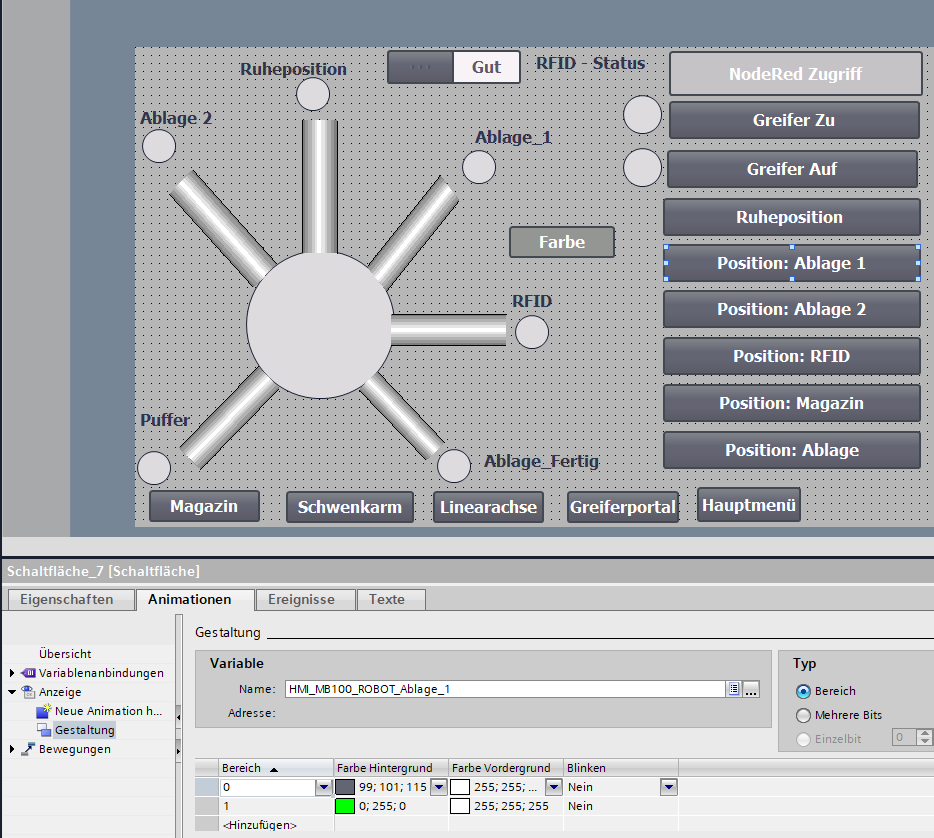 Ruheposition
Gut
RFID - Status
NodeRed Zugriff
Ablage 2
Greifer Zu
Ablage_1
Greifer Auf
Ruheposition
Farbe
Position: Ablage 1
RFID
Position: Ablage 2
Position: RFID
Position: Magazin
Puffer
Position: Ablage
Ablage_Fertig
Magazin
Schwenkarm
Linearachse
Greiferportal
Hauptmenü
Schaltfläche_7 [Schaltfläche]
Eigenschaften
Animationen
Ereignisse
Texte
Übersicht
Variablenanbindungen
Anzeige
Neue Animation h...
Gestaltung
Bewegungen
Gestaltung
Variable
Name: HMI_MB100_ROBOT_Ablage_1
Adresse:
Typ
Bereich
Mehrere Bits
Einzelbit 0
Bereich Farbe Hintergrund Farbe Vordergrund Blinken
0 99; 101; 115 255; 255; ... Nein
1 0; 255; 0 255; 255; 255 Nein
<Hinzufügen>